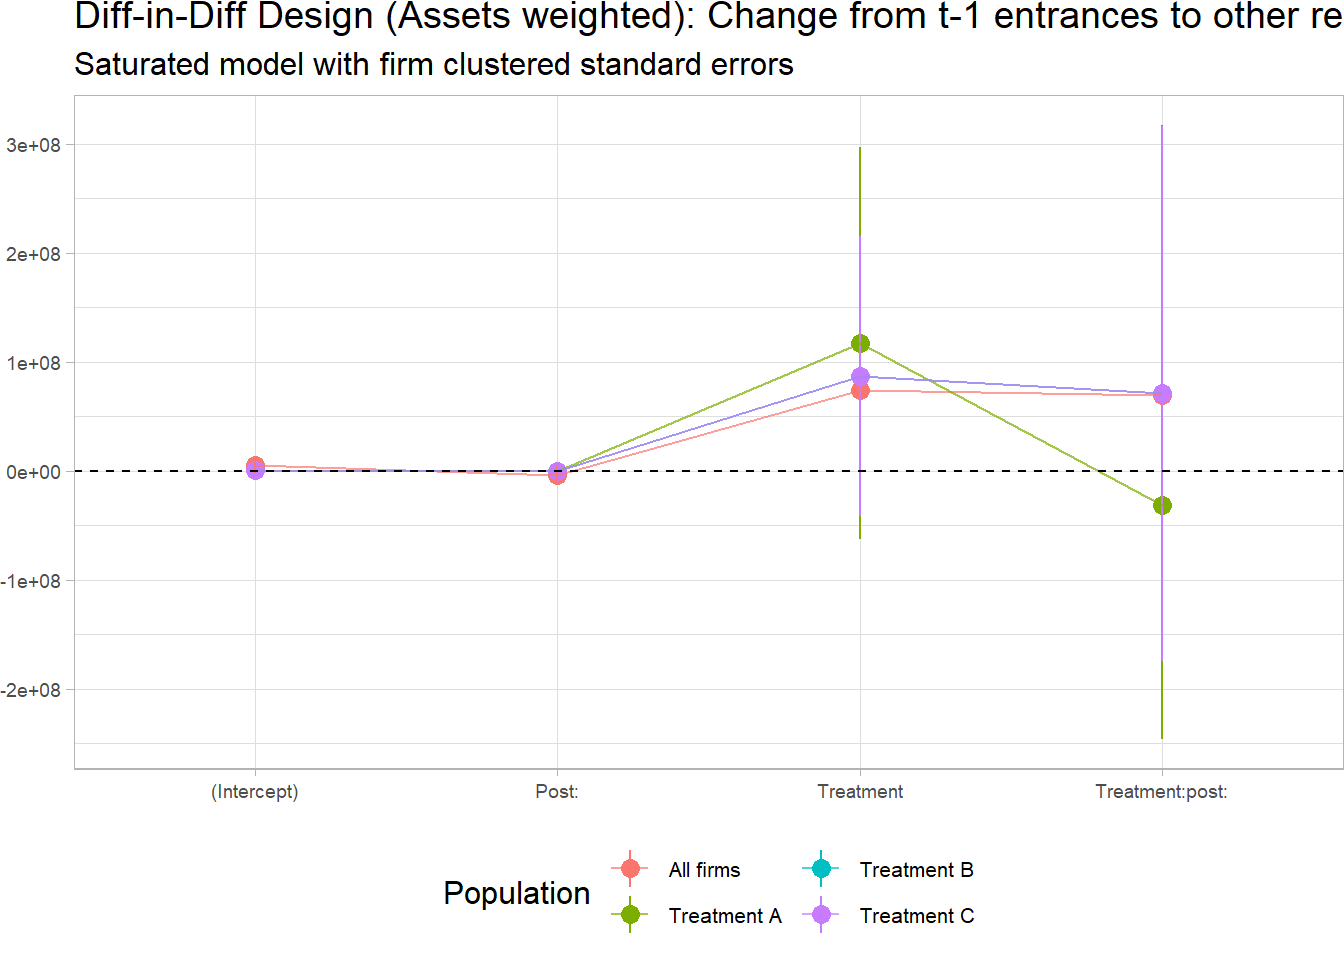 Diff-in-Diff Design (Assets weighted): Change from t-1 entrances to other re
Saturated model with firm clustered standard errors
3e+08
2e+08
1e+08
0e+00
-1e+08
-2e+08
(Intercept) Post: Treatment Treatment:post:
Population
All firms Treatment B
Treatment A Treatment C